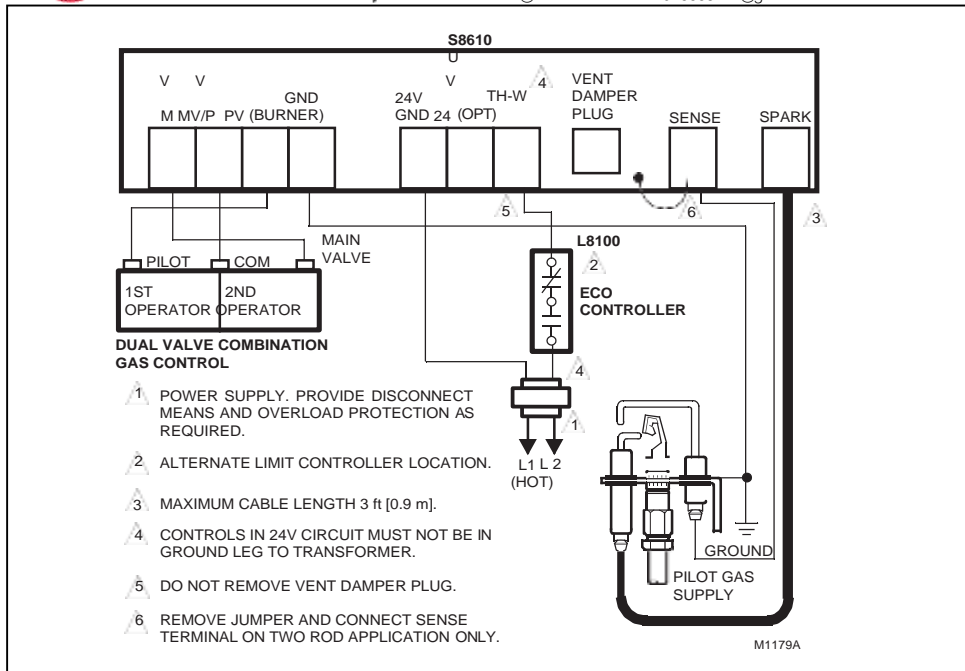 S8610
U
V V V
4
VENT
DAMPER
PLUG
GND
24V
TH-W
M MV/P PV (BURNER)
GND 24 (OPT)
SENSE
SPARK
5
6
3
MAIN
VALVE
L8100
2
PILOT
COM
ECO
CONTROLLER
1ST
OPERATOR
2ND
OPERATOR
DUAL VALVE COMBINATION
GAS CONTROL
4
1
L1 L 2
(HOT)
GROUND
PILOT GAS
SUPPLY
1 POWER SUPPLY. PROVIDE DISCONNECT
MEANS AND OVERLOAD PROTECTION AS
REQUIRED.
2 ALTERNATE LIMIT CONTROLLER LOCATION.
3 MAXIMUM CABLE LENGTH 3 ft [0.9 m].
4 CONTROLS IN 24V CIRCUIT MUST NOT BE IN
GROUND LEG TO TRANSFORMER.
5 DO NOT REMOVE VENT DAMPER PLUG.
6 REMOVE JUMPER AND CONNECT SENSE
TERMINAL ON TWO ROD APPLICATION ONLY.
M1179A